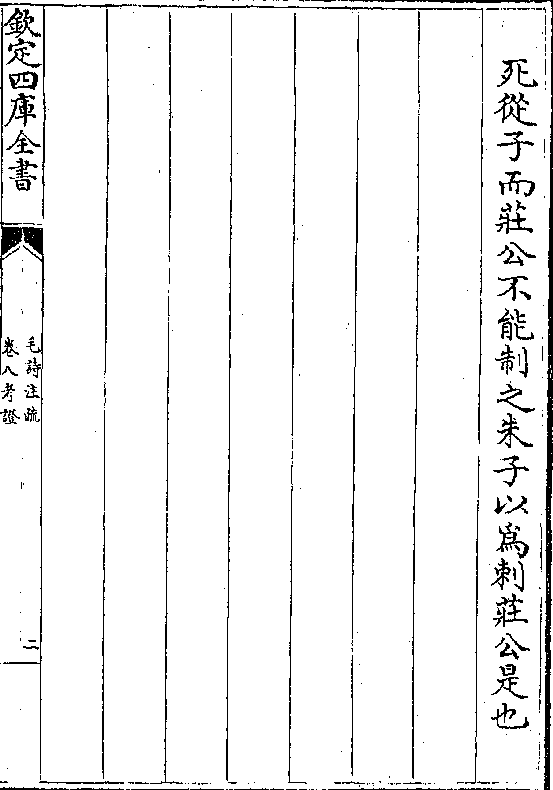 死從子而莊公不能制之朱子以爲刺莊公是也
欽定四庫全書
毛詩注疏
卷八考證
二